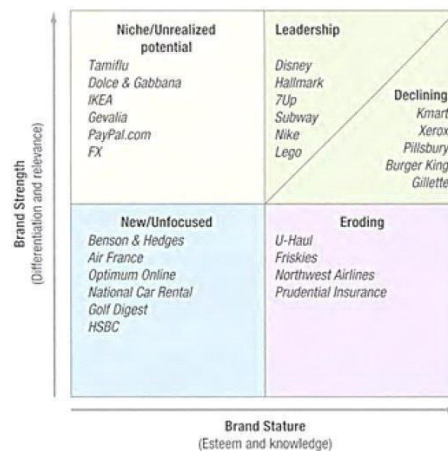 Niche/Unrealized
potential
Tamiflu
Dolce & Gabbana
IKEA
Gevalia
PayPal.com
FX
Leadership
Disney
Hallmark
7Up
Subway
Nike
Lego
Declining
Kmart
Xerox
Pillsbury
Burger King
Gillette
New/Unfocused
Benson & Hedges
Air France
Optimum Online
National Car Rental
Golf Digest
HSBC
Eroding
U-Haul
Friskies
Northwest Airlines
Prudential Insurance
Brand Strength
(Differentiation and relevance)
Brand Stature
(Esteem and knowledge)